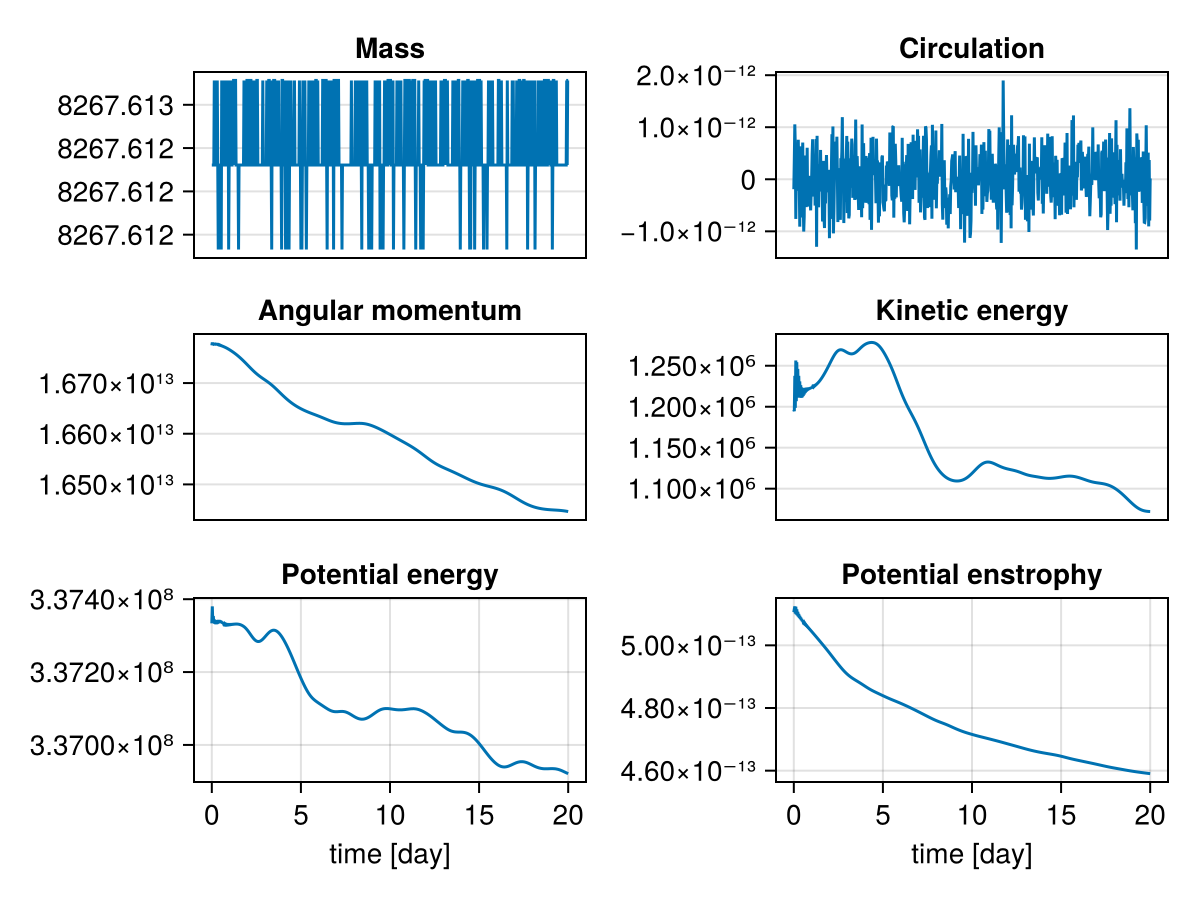 Mass
8267.613
8267.612
8267.612
8267.612
Circulation
2.0×10⁻¹²
1.0×10⁻¹²
0
−1.0×10⁻¹²
Angular momentum
1.670×10¹³
1.660×10¹³
1.650×10¹³
Kinetic energy
1.250×10⁶
1.200×10⁶
1.150×10⁶
1.100×10⁶
Potential energy
3.3740×10⁸
3.3720×10⁸
3.3700×10⁸
0 5 10 15 20
time [day]
Potential enstrophy
5.00×10⁻¹³
4.80×10⁻¹³
4.60×10⁻¹³
0 5 10 15 20
time [day]